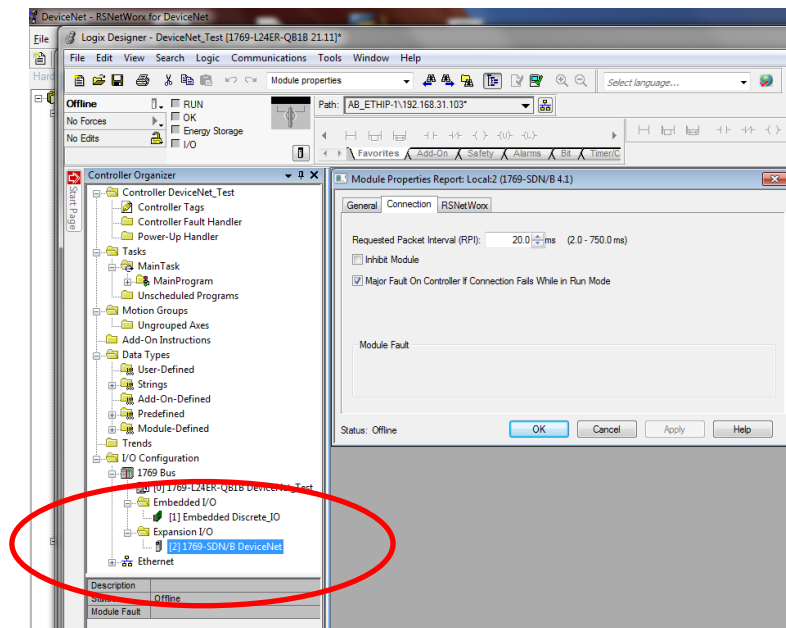 DeviceNet - RSNetWorx for DeviceNet
File
Hard
Logix Designer - DeviceNet_Test [1769-L24ER-QB1B 21.11]*
File Edit View Search Logic Communications Tools Window Help
Module properties
Select language...
Offline
RUN
No Forces
OK
No Edits
Energy Storage
I/O
Path: AB_ETHIP-1\192.168.31.103*
Favorites Add-On Safety Alarms Bit Timer/C
Start Page
Controller Organizer
Controller DeviceNet_Test
Controller Tags
Controller Fault Handler
Power-Up Handler
Tasks
MainTask
MainProgram
Unscheduled Programs
Motion Groups
Ungrouped Axes
Add-On Instructions
Data Types
User-Defined
Strings
Add-On-Defined
Predefined
Module-Defined
Trends
I/O Configuration
1769 Bus
[0] 1769-L24ER-QB1B DeviceNet_Test
Embedded I/O
[1] Embedded Discrete_IO
Expansion I/O
[2] 1769-SDN/B DeviceNet
Ethernet
Description
Offline
Module Fault
Module Properties Report: Local:2 (1769-SDN/B 4.1)
General Connection RSNetWorx
Requested Packet Interval (RPI): 20.0 ms (2.0 - 750.0 ms)
Inhibit Module
Major Fault On Controller If Connection Fails While in Run Mode
Module Fault
Status: Offline
OK Cancel Apply Help